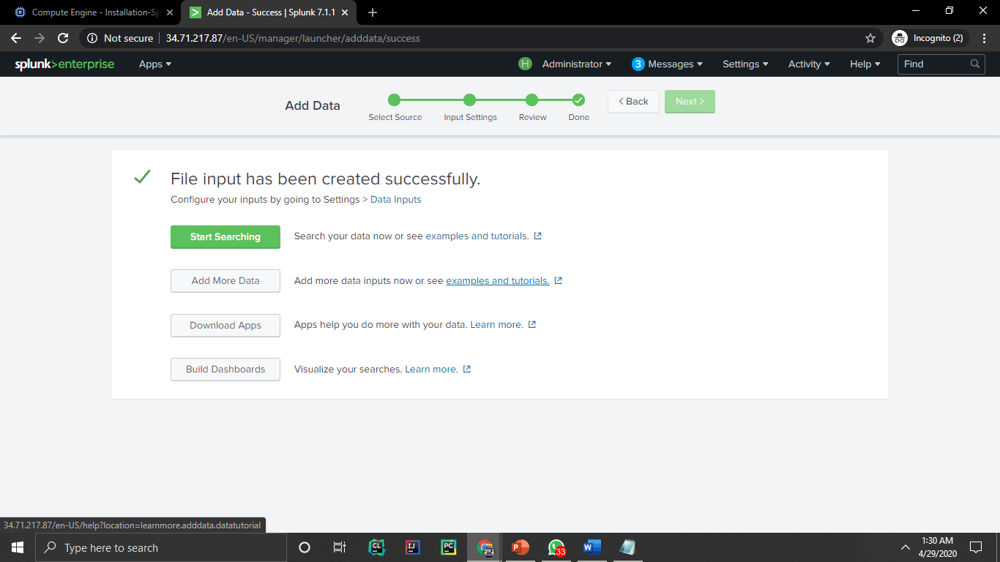 Compute Engine - Installation-Sp
Add Data - Success | Splunk 7.1.1
Not secure
34.71.217.87/en-US/manager/launcher/adddata/success
Incognito (2)
splunk>enterprise
Apps
H
Administrator
3
Messages
Settings
Activity
Help
Find
Add Data
Select Source
Input Settings
Review
Done
< Back
Next >
File input has been created successfully.
Configure your inputs by going to Settings > Data Inputs
Start Searching
Search your data now or see examples and tutorials.
Add More Data
Add more data inputs now or see examples and tutorials.
Download Apps
Apps help you do more with your data. Learn more.
Build Dashboards
Visualize your searches. Learn more.
34.71.217.87/en-US/help?location=learnmore.adddata.datatutorial
Type here to search
CL
IJ
PC
P
33
W
1:30 AM
4/29/2020